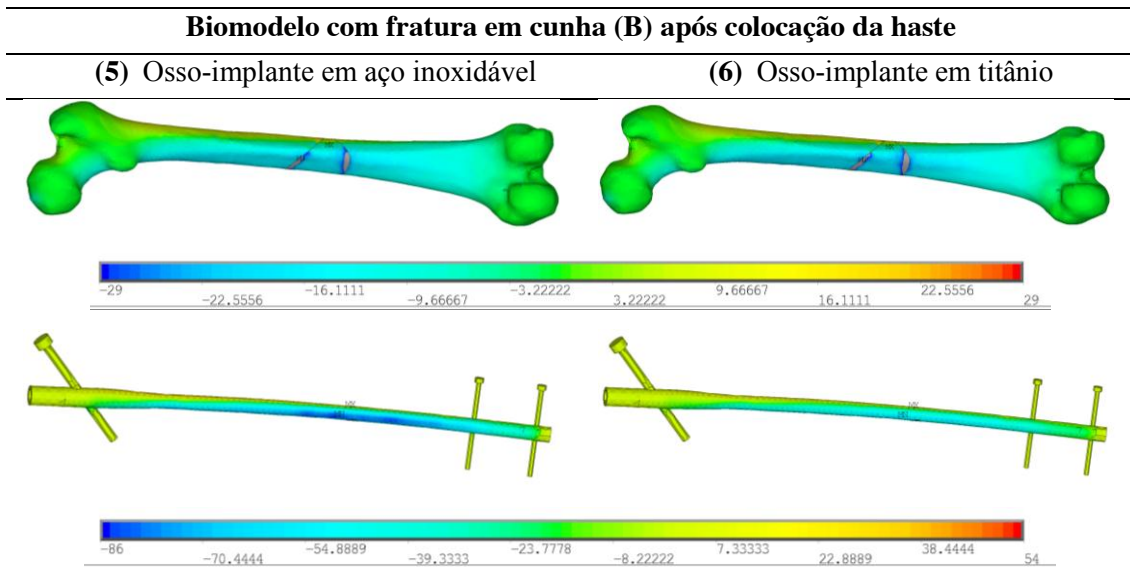 Biomodelo com fratura em cunha (B) após colocação da haste
(5) Osso-implante em aço inoxidável (6) Osso-implante em titânio
-29 -22.5556 -16.1111 -9.66667 -3.22222 3.22222 9.66667 16.1111 22.5556 29
-86 -70.4444 -54.8889 -39.3333 -23.7778 -8.22222 7.33333 22.8889 38.4444 54